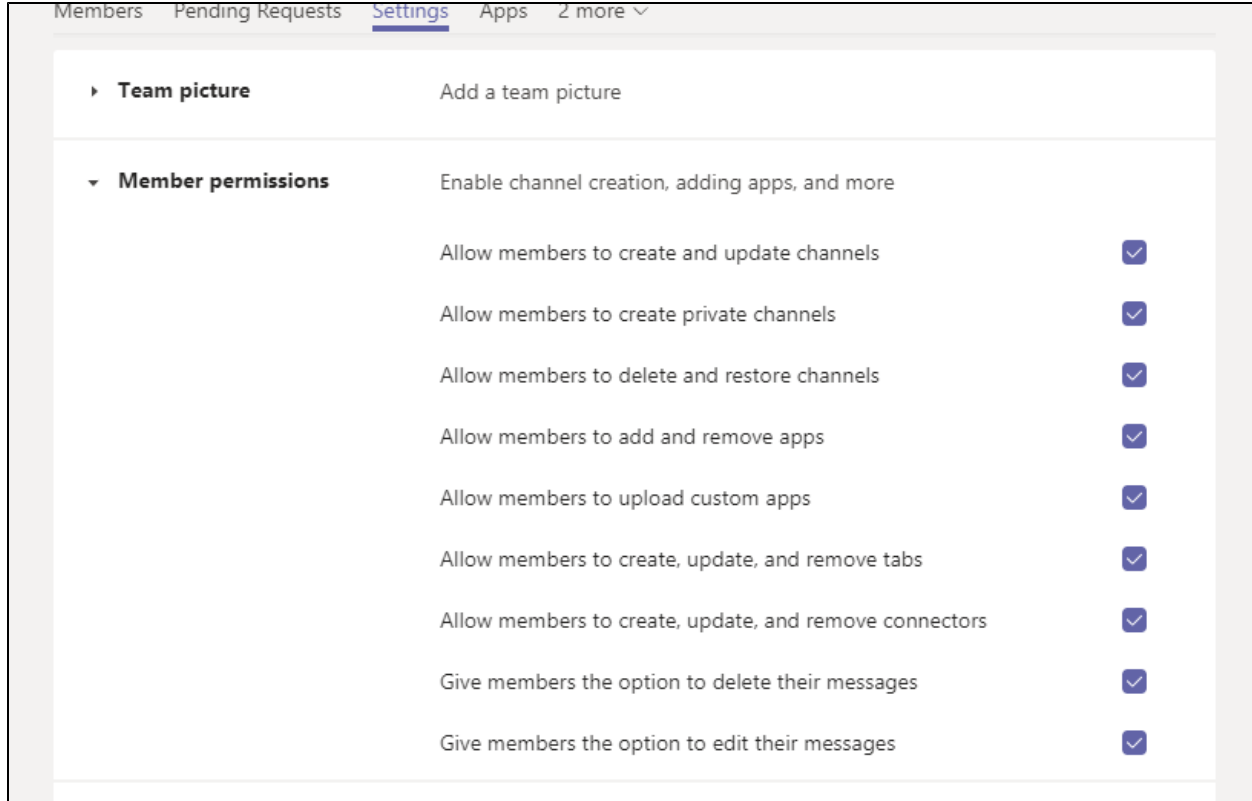 Members Pending Requests Settings Apps 2 more
Team picture Add a team picture
Member permissions Enable channel creation, adding apps, and more
Allow members to create and update channels
Allow members to create private channels
Allow members to delete and restore channels
Allow members to add and remove apps
Allow members to upload custom apps
Allow members to create, update, and remove tabs
Allow members to create, update, and remove connectors
Give members the option to delete their messages
Give members the option to edit their messages